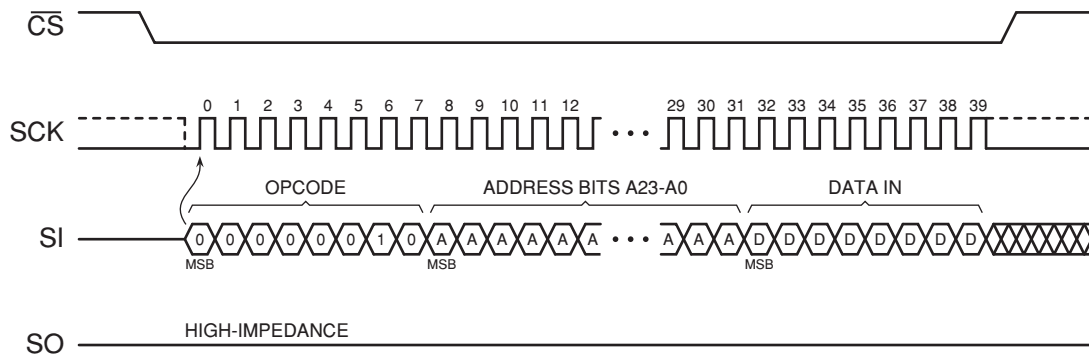 CS
SCK
0 1 2 3 4 5 6 7 8 9 10 11 12 29 30 31 32 33 34 35 36 37 38 39
OPCODE ADDRESS BITS A23-A0 DATA IN
SI
0 0 0 0 0 0 1 0 A A A A A A A A A D D D D D D D D
MSB MSB MSB
HIGH-IMPEDANCE
SO